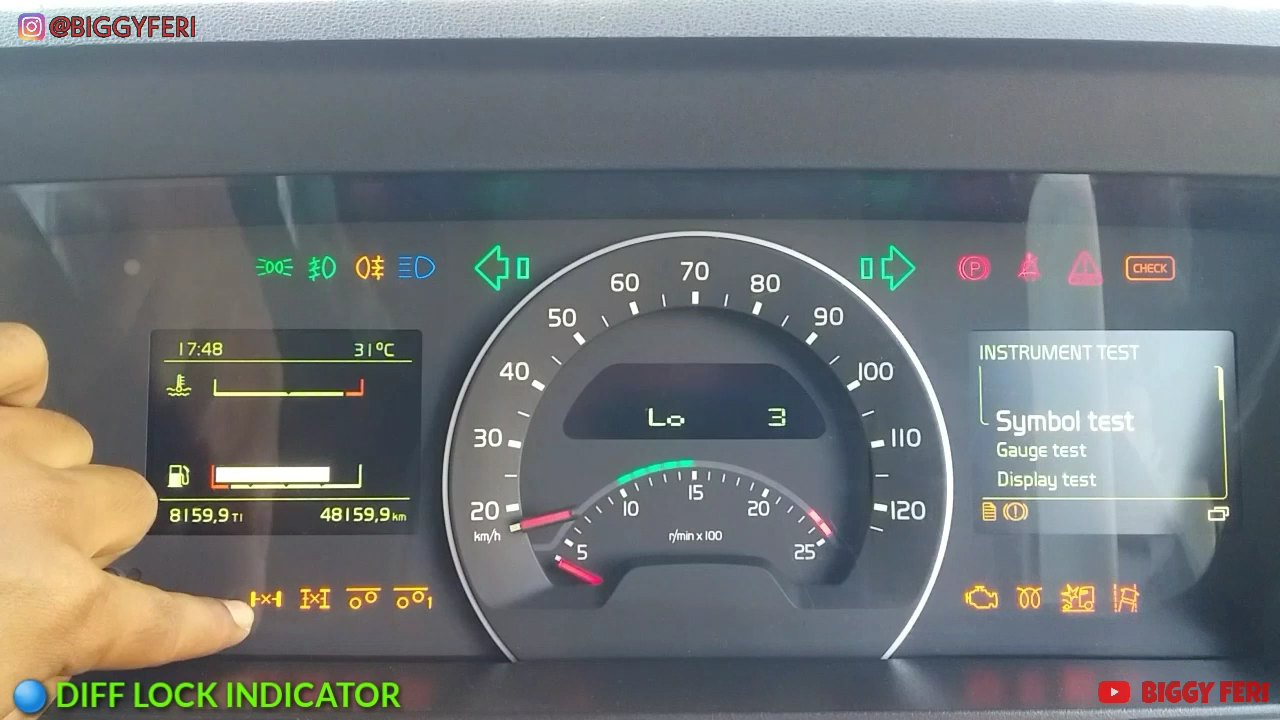 @BIGGYFERI
CHECK
17:48 31°C
8159,9 TI 48159,9 km
20
30
40
50
60
70
80
90
100
110
120
km/h
Lo 3
5
10
15
20
25
r/min x 100
INSTRUMENT TEST
Symbol test
Gauge test
Display test
P
1
DIFF LOCK INDICATOR
BIGGY FERI